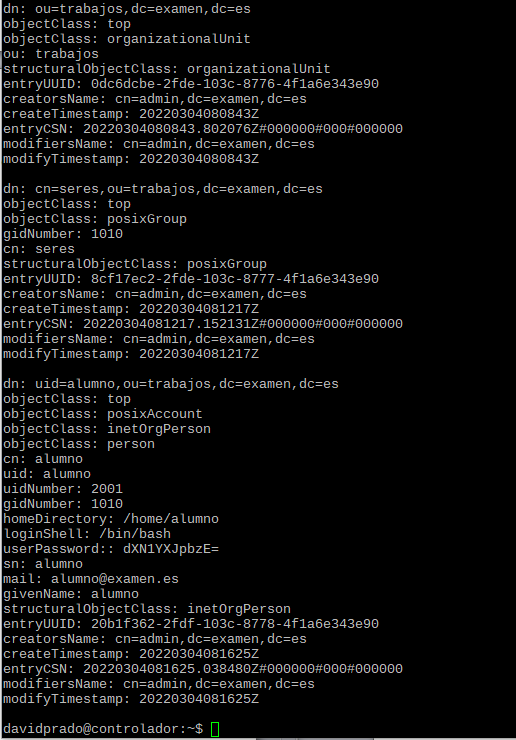 dn: ou=trabajos,dc=examen,dc=es
objectClass: top
objectClass: organizationalUnit
ou: trabajos
structuralObjectClass: organizationalUnit
entryUUID: 0dc6dcbe-2fde-103c-8776-4f1a6e343e90
creatorsName: cn=admin,dc=examen,dc=es
createTimestamp: 20220304080843Z
entryCSN: 20220304080843.802076Z#000000#000#000000
modifiersName: cn=admin,dc=examen,dc=es
modifyTimestamp: 20220304080843Z

dn: cn=seres,ou=trabajos,dc=examen,dc=es
objectClass: top
objectClass: posixGroup
gidNumber: 1010
cn: seres
structuralObjectClass: posixGroup
entryUUID: 8cf17ec2-2fde-103c-8777-4f1a6e343e90
creatorsName: cn=admin,dc=examen,dc=es
createTimestamp: 20220304081217Z
entryCSN: 20220304081217.152131Z#000000#000#000000
modifiersName: cn=admin,dc=examen,dc=es
modifyTimestamp: 20220304081217Z

dn: uid=alumno,ou=trabajos,dc=examen,dc=es
objectClass: top
objectClass: posixAccount
objectClass: inetOrgPerson
objectClass: person
cn: alumno
uid: alumno
uidNumber: 2001
gidNumber: 1010
homeDirectory: /home/alumno
loginShell: /bin/bash
userPassword:: dXN1YXJpbzE=
sn: alumno
mail: alumno@examen.es
givenName: alumno
structuralObjectClass: inetOrgPerson
entryUUID: 20b1f362-2fdf-103c-8778-4f1a6e343e90
creatorsName: cn=admin,dc=examen,dc=es
createTimestamp: 20220304081625Z
entryCSN: 20220304081625.038480Z#000000#000#000000
modifiersName: cn=admin,dc=examen,dc=es
modifyTimestamp: 20220304081625Z

davidprado@controlador:~$